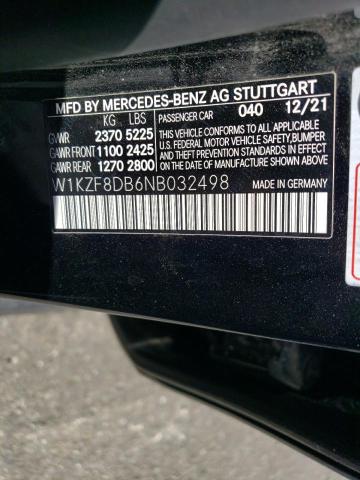 MFD BY MERCEDES-BENZ AG STUTTGART
KG LBS PASSENGER CAR 040 12/21
GVWR 2370 5225
GAWR FRONT 1100 2425
GAWR REAR 1270 2800
THIS VEHICLE CONFORMS TO ALL APPLICABLE
U.S. FEDERAL MOTOR VEHICLE SAFETY, BUMPER
AND THEFT PREVENTION STANDARDS IN EFFECT
ON THE DATE OF MANUFACTURE SHOWN ABOVE.
W1KZF8DB6NB032498 MADE IN GERMANY